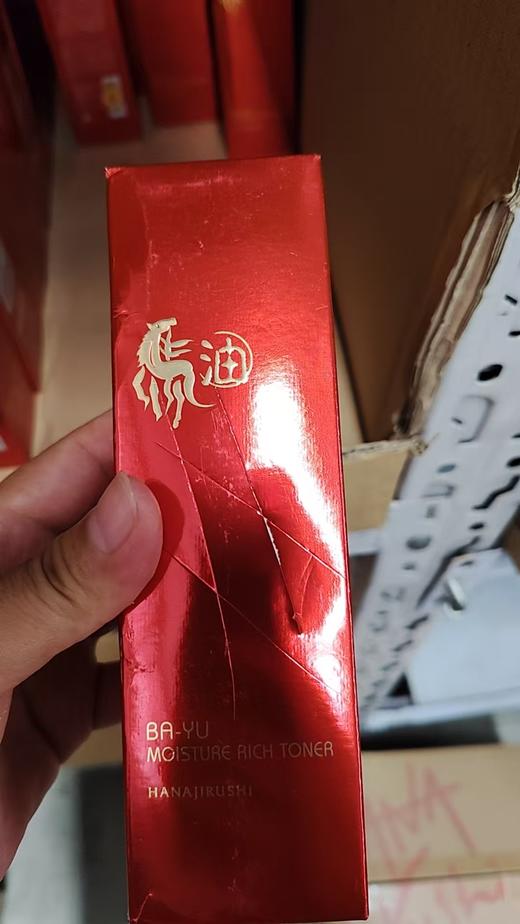 馬油
BA-YU
MOISTURE RICH TONER
HANAJIRUSHI